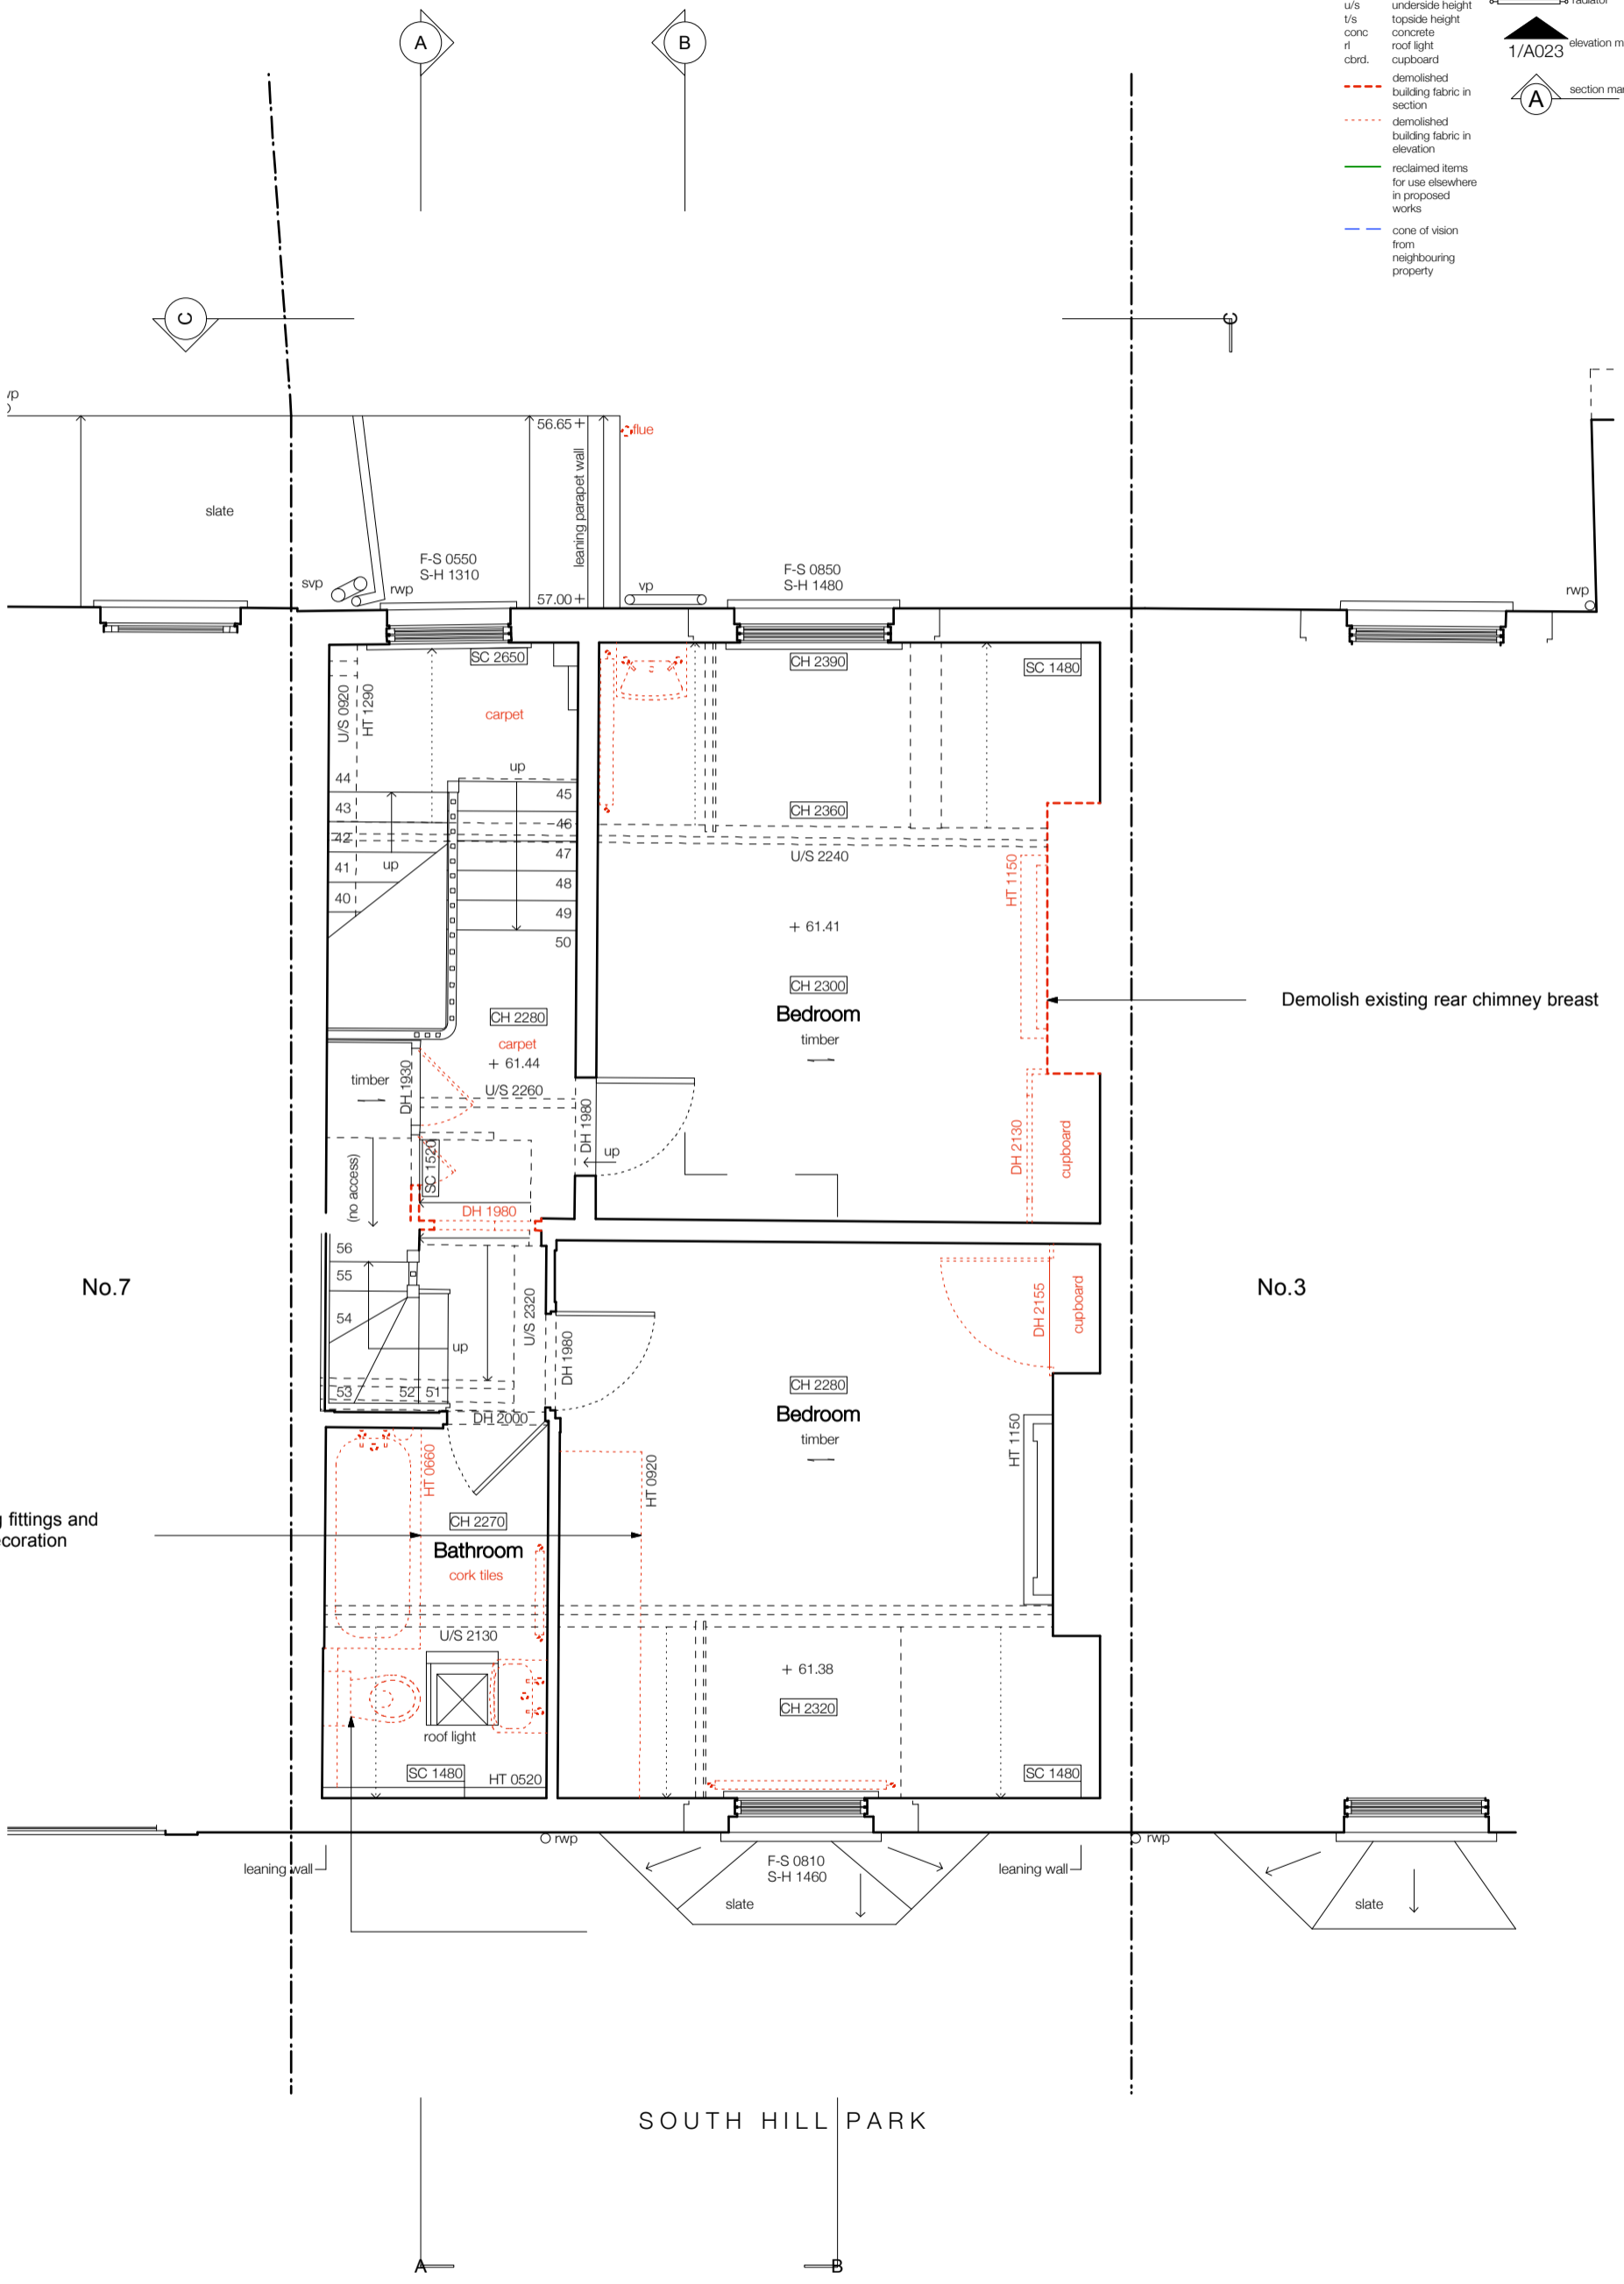 u/s underside height
t/s topside height
conc concrete
rl roof light
cbrd. cupboard
demolished
building fabric in
section
demolished
building fabric in
elevation
reclaimed items
for use elsewhere
in proposed
works
cone of vision
from
neighbouring
property
radiator
1/A023
elevation m
A
section mar
A
B
C
C
vp
56.65
flue
leaning parapet wall
slate
F-S 0550
S-H 1310
F-S 0850
S-H 1480
svp
rwp
57.00
vp
rwp
SC 2650
CH 2390
SC 1480
U/S 0920
HT 1290
carpet
up
44
43
42
41
40
up
45
46
47
48
49
50
CH 2360
U/S 2240
HT 1150
61.41
CH 2300
Bedroom
timber
Demolish existing rear chimney breast
CH 2280
carpet
61.44
U/S 2260
timber
DH 1930
DH 1980
up
(no access)
SC 1520
DH 1980
DH 2130
cupboard
No.7
No.3
56
55
54
53
52
51
up
U/S 2320
DH 1980
DH 2000
DH 2155
cupboard
CH 2280
Bedroom
timber
HT 1150
HT 0660
HT 0920
fittings and
coration
CH 2270
Bathroom
cork tiles
U/S 2130
61.38
CH 2320
roof light
SC 1480
HT 0520
SC 1480
rwp
rwp
leaning wall
F-S 0810
S-H 1460
leaning wall
slate
slate
SOUTH HILL PARK
A
B